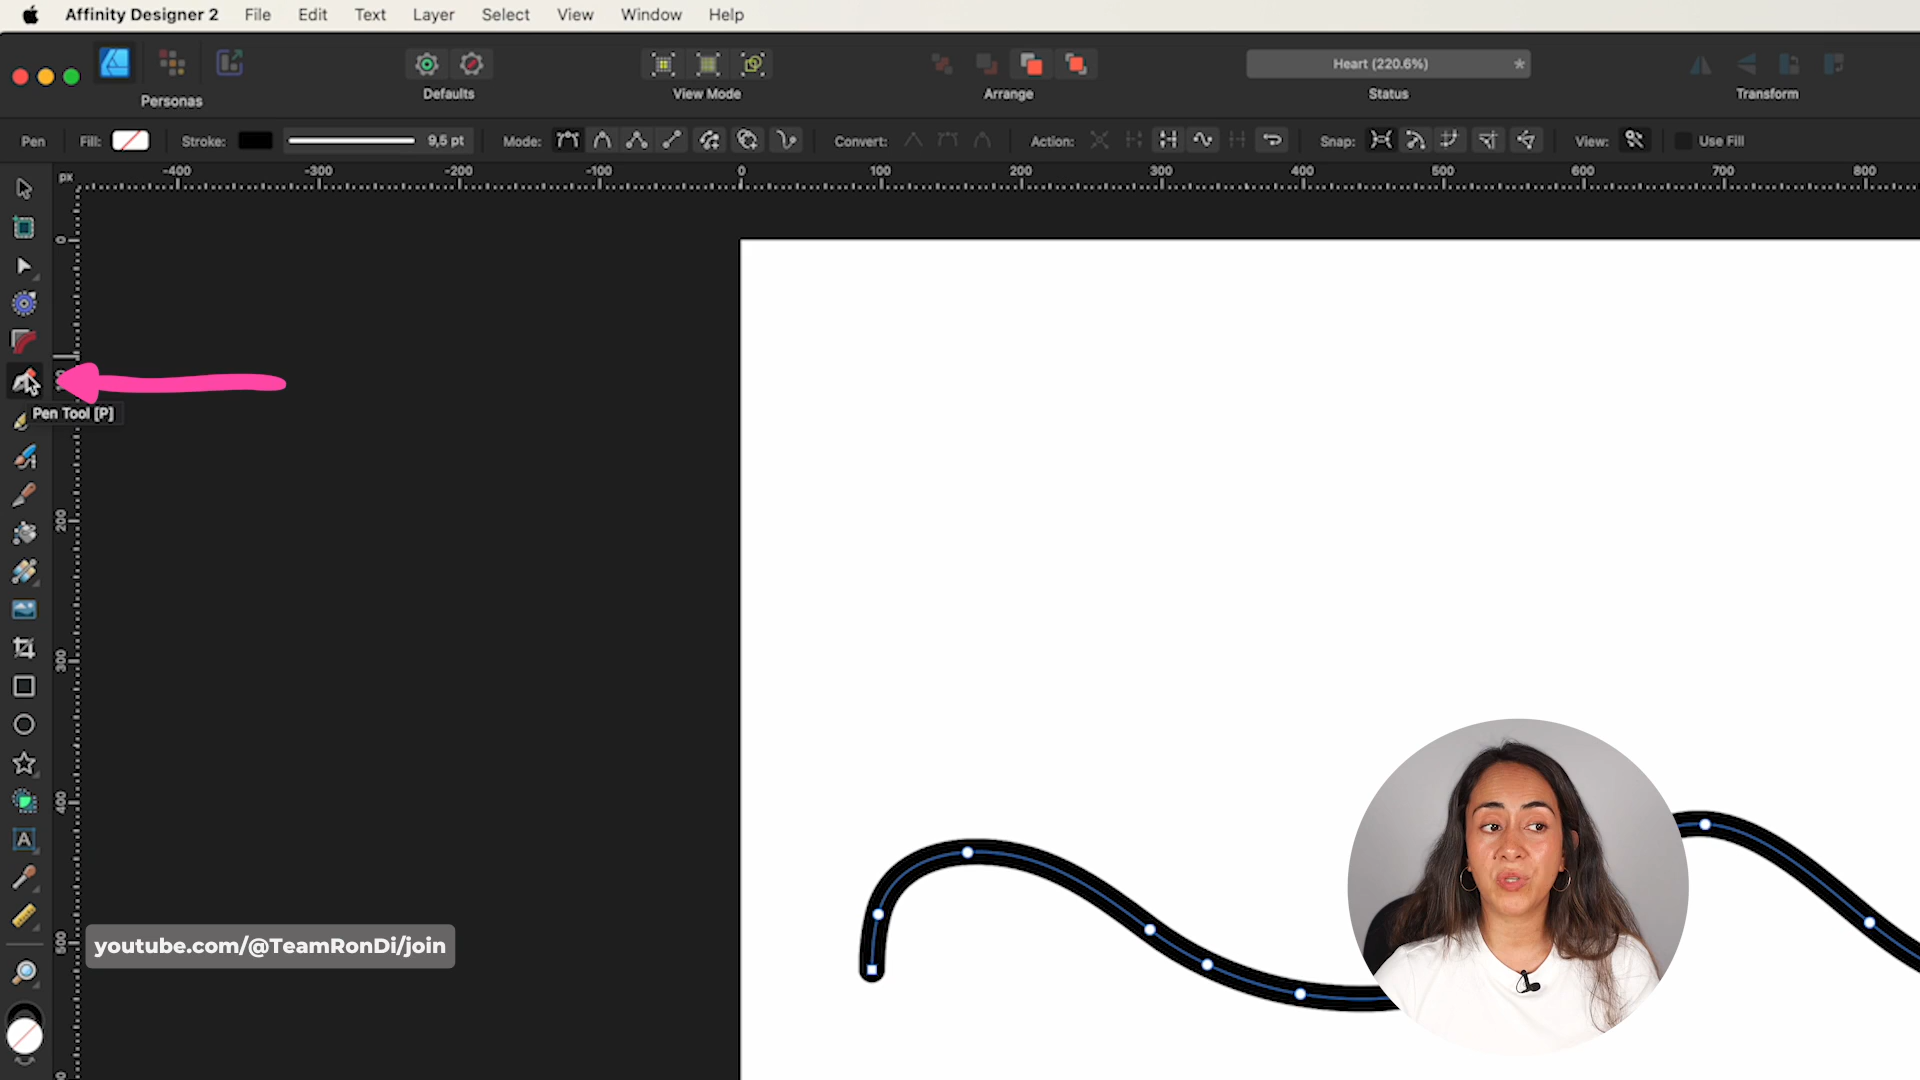 Affinity Designer 2 File Edit Text Layer Select View Window Help
Heart (220.6%) *
Personas Defaults View Mode Arrange Status Transform
Pen Fill: Stroke: 9,5 pt Mode: Convert: Action: Snap: View: Use Fill
px -400 -300 -200 -100 0 100 200 300 400 500 600 700 800
0
Pen Tool [P]
200
300
400
500
A
youtube.com/@TeamRonDi/join